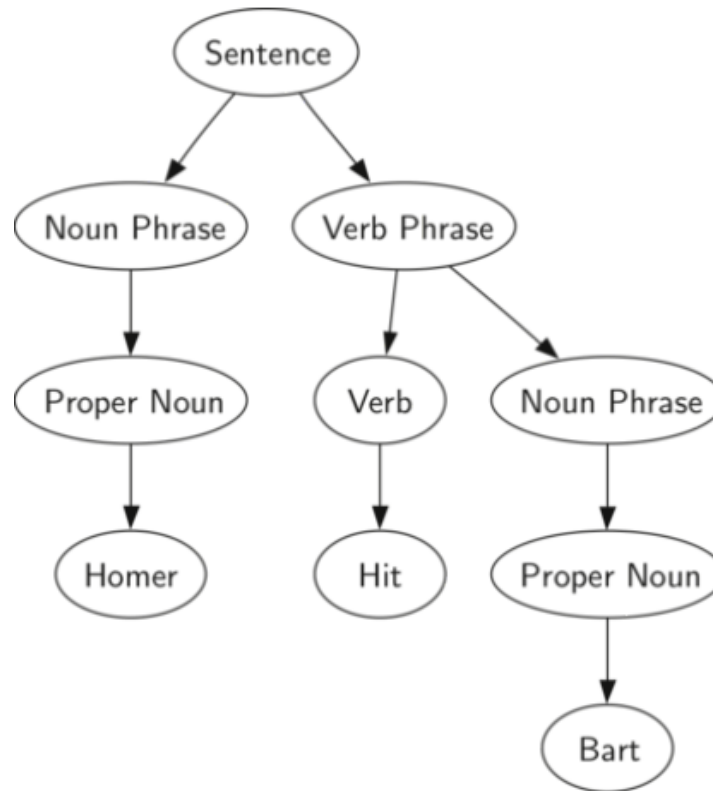 Sentence
Noun Phrase
Verb Phrase
Proper Noun
Verb
Noun Phrase
Homer
Hit
Proper Noun
Bart